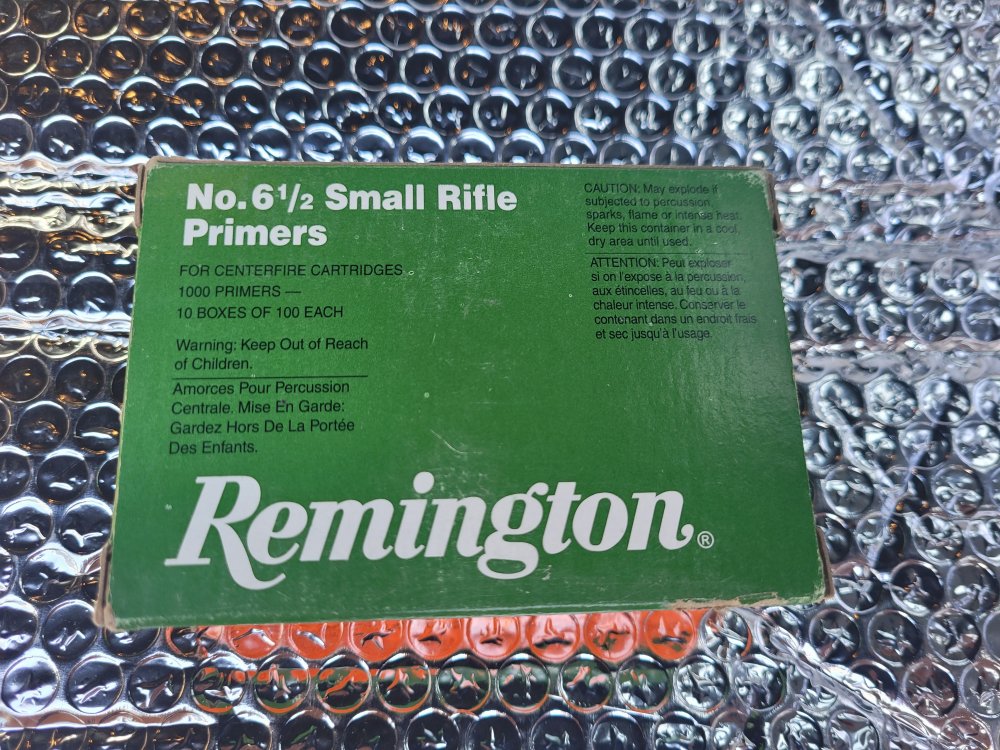 No. 6 1/2 Small Rifle
Primers
FOR CENTERFIRE CARTRIDGES
1000 PRIMERS —
10 BOXES OF 100 EACH
Warning: Keep Out of Reach
of Children.
Amorces Pour Percussion
Centrale. Mise En Garde:
Gardez Hors De La Portée
Des Enfants.
CAUTION: May explode if
subjected to percussion,
sparks, flame or intense heat.
Keep this container in a cool,
dry area until used.
ATTENTION: Peut exploser
si on l'expose à la percussion,
aux étincelles, au feu ou à la
chaleur intense. Conserver le
contenant dans un endroit frais
et sec jusqu'à l'usage.
Remington®